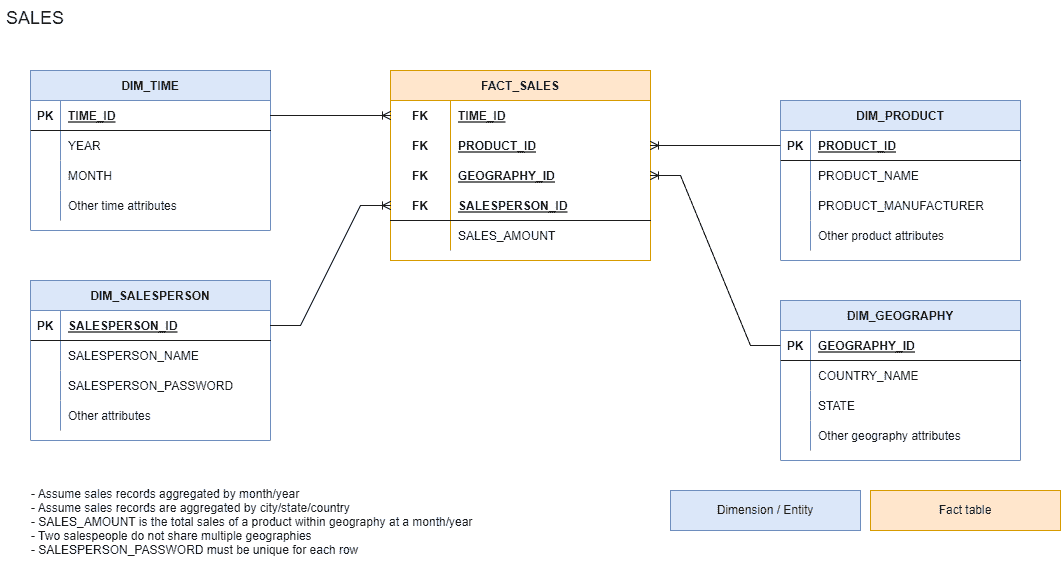 SALES
DIM_TIME
PK TIME_ID
YEAR
MONTH
Other time attributes
FACT_SALES
FK TIME_ID
FK PRODUCT_ID
FK GEOGRAPHY_ID
FK SALESPERSON_ID
SALES_AMOUNT
DIM_PRODUCT
PK PRODUCT_ID
PRODUCT_NAME
PRODUCT_MANUFACTURER
Other product attributes
DIM_SALESPERSON
PK SALESPERSON_ID
SALESPERSON_NAME
SALESPERSON_PASSWORD
Other attributes
DIM_GEOGRAPHY
PK GEOGRAPHY_ID
COUNTRY_NAME
STATE
Other geography attributes
- Assume sales records aggregated by month/year
- Assume sales records are aggregated by city/state/country
- SALES_AMOUNT is the total sales of a product within geography at a month/year
- Two salespeople do not share multiple geographies
- SALESPERSON_PASSWORD must be unique for each row
Dimension / Entity
Fact table